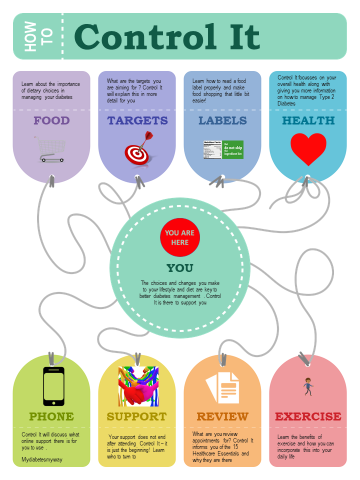 HOW
TO
Control It
Learn about the importance
of dietary choices in
managing your diabetes
FOOD
What are the targets you
are aiming for ? Control It
will explain this in more
detail for you
TARGETS
Learn how to read a food
label properly and make
food shopping that little bit
easier!
LABELS
do not skip
Control It focusses on your
overall health along with
giving you more information
on how to manage Type 2
Diabetes
HEALTH
YOU ARE
HERE
YOU
The choices and changes you make
to your lifestyle and diet are key to
better diabetes management . Control
It is there to support you
PHONE
Control It will discuss what
online support there is for
you to use .
Mydiabetesmyway
SUPPORT
Your support does not end
after attending Control It – it
is just the beginning! Learn
who to turn to
REVIEW
What are you review
appointments for? Control It
informs you of the 15
Healthcare Essentials and
why they are there
EXERCISE
Learn the benefits of
exercise and how you can
incorporate this into your
daily life